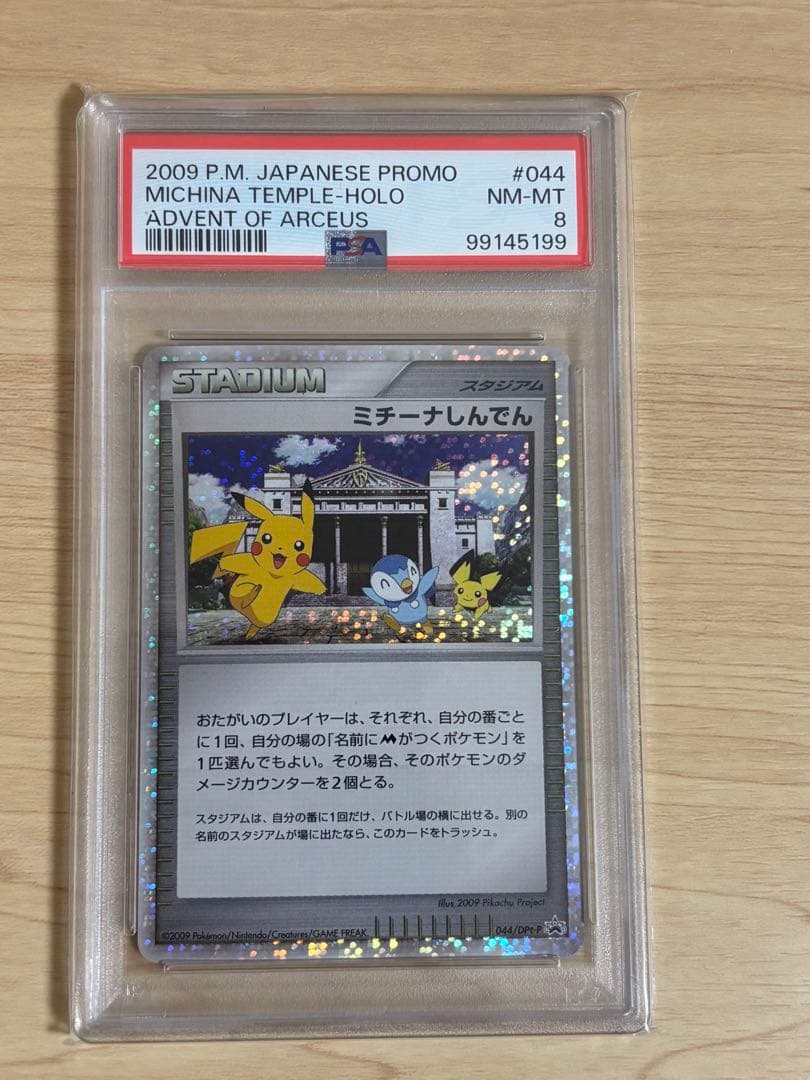 2009 P.M. JAPANESE PROMO #044
MICHINA TEMPLE-HOLO NM-MT
ADVENT OF ARCEUS 8
PSA 99145199
STADIUM スタジアム
ミチーナしんでん
おたがいのプレイヤーは、それぞれ、自分の番ごと
に1回、自分の場の「名前にMがつくポケモン」を
1匹選んでもよい。その場合、そのポケモンのダ
メージカウンターを2個とる。
スタジアムは、自分の番に1回だけ、バトル場の横に出せる。別の
名前のスタジアムが場に出たなら、このカードをトラッシュ。
Illus. 2009 Pikachu Project
©2009 Pokémon/Nintendo/Creatures/GAME FREAK. 044/DPt-P